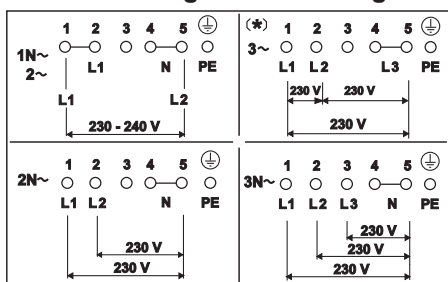 1 2 3 4 5
1N~
2~
L1 N PE
L1 L2
230 - 240 V
(*)
1 2 3 4 5
3~
L1 L2 L3 PE
230 V 230 V
230 V
1 2 3 4 5
2N~
L1 L2 N PE
230 V
230 V
1 2 3 4 5
3N~
L1 L2 L3 N PE
230 V
230 V
230 V